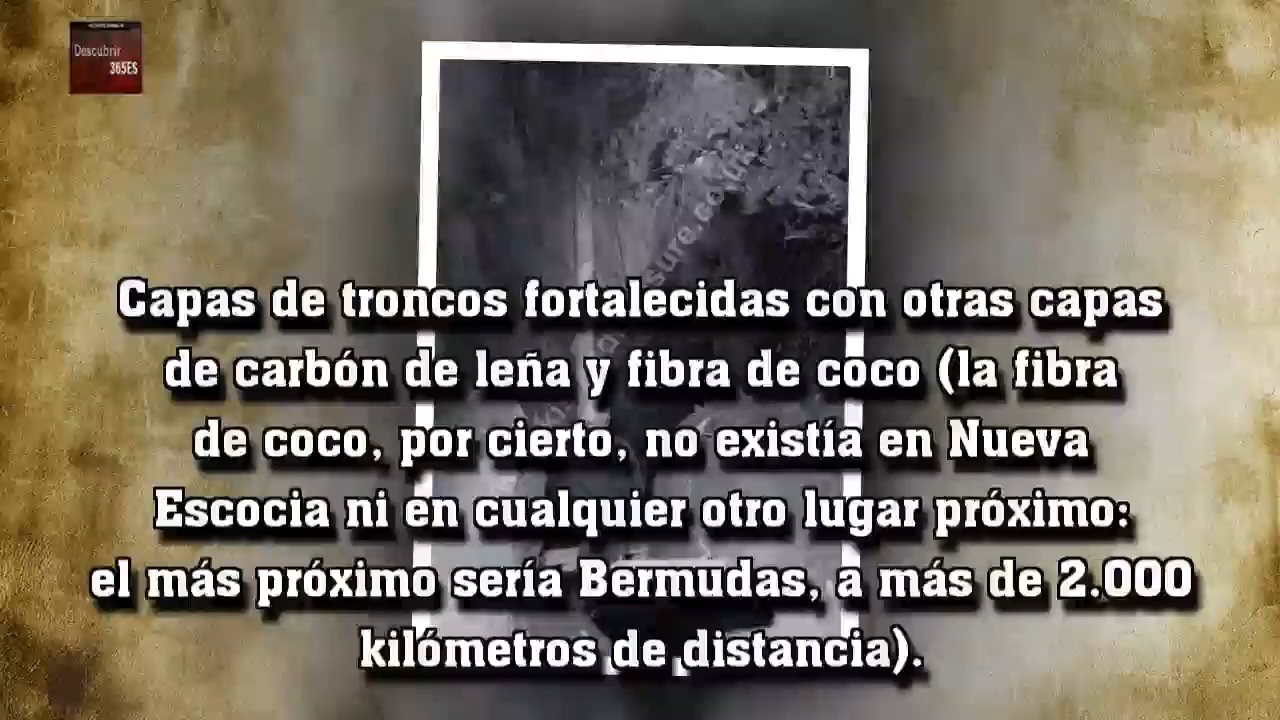 Descubrir
365ES
Capas de troncos fortalecidas con otras capas
de carbón de leña y fibra de coco (la fibra
de coco, por cierto, no existía en Nueva
Escocia ni en cualquier otro lugar próximo:
el más próximo sería Bermudas, a más de 2.000
kilómetros de distancia).